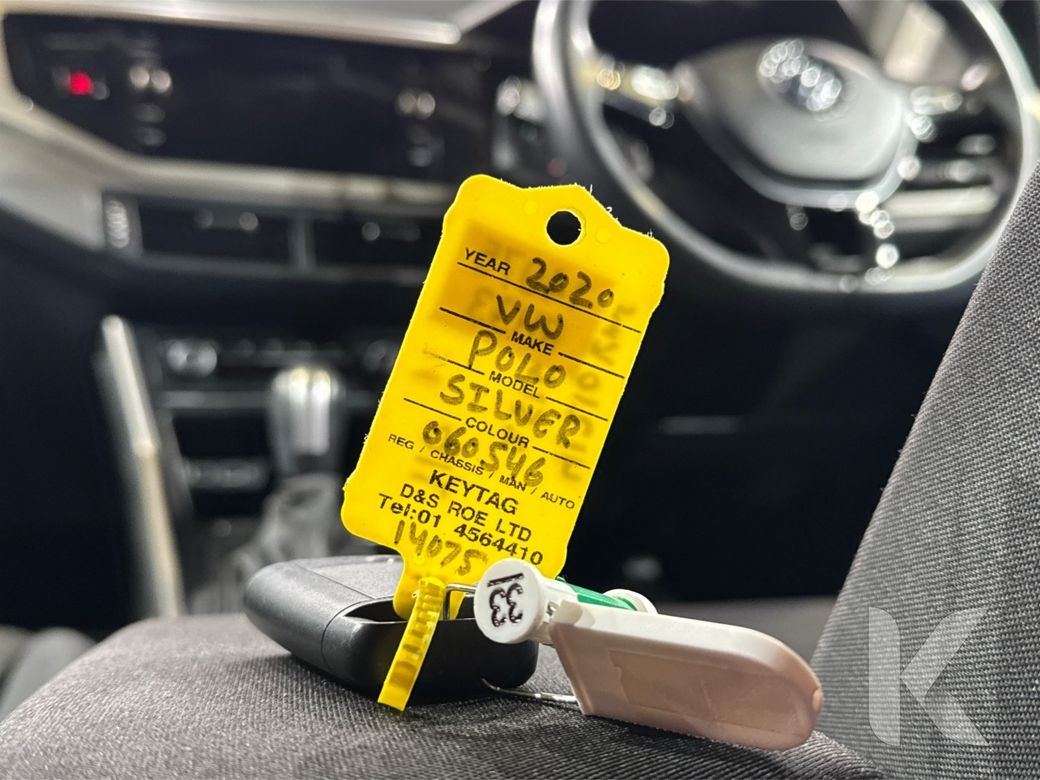 YEAR 2020
VW
MAKE
POLO
MODEL
SILVER
COLOUR
060546
REG / CHASSIS / MAN / AUTO
KEYTAG
D&S ROE LTD
Tel:01 4564410
14075
33
K